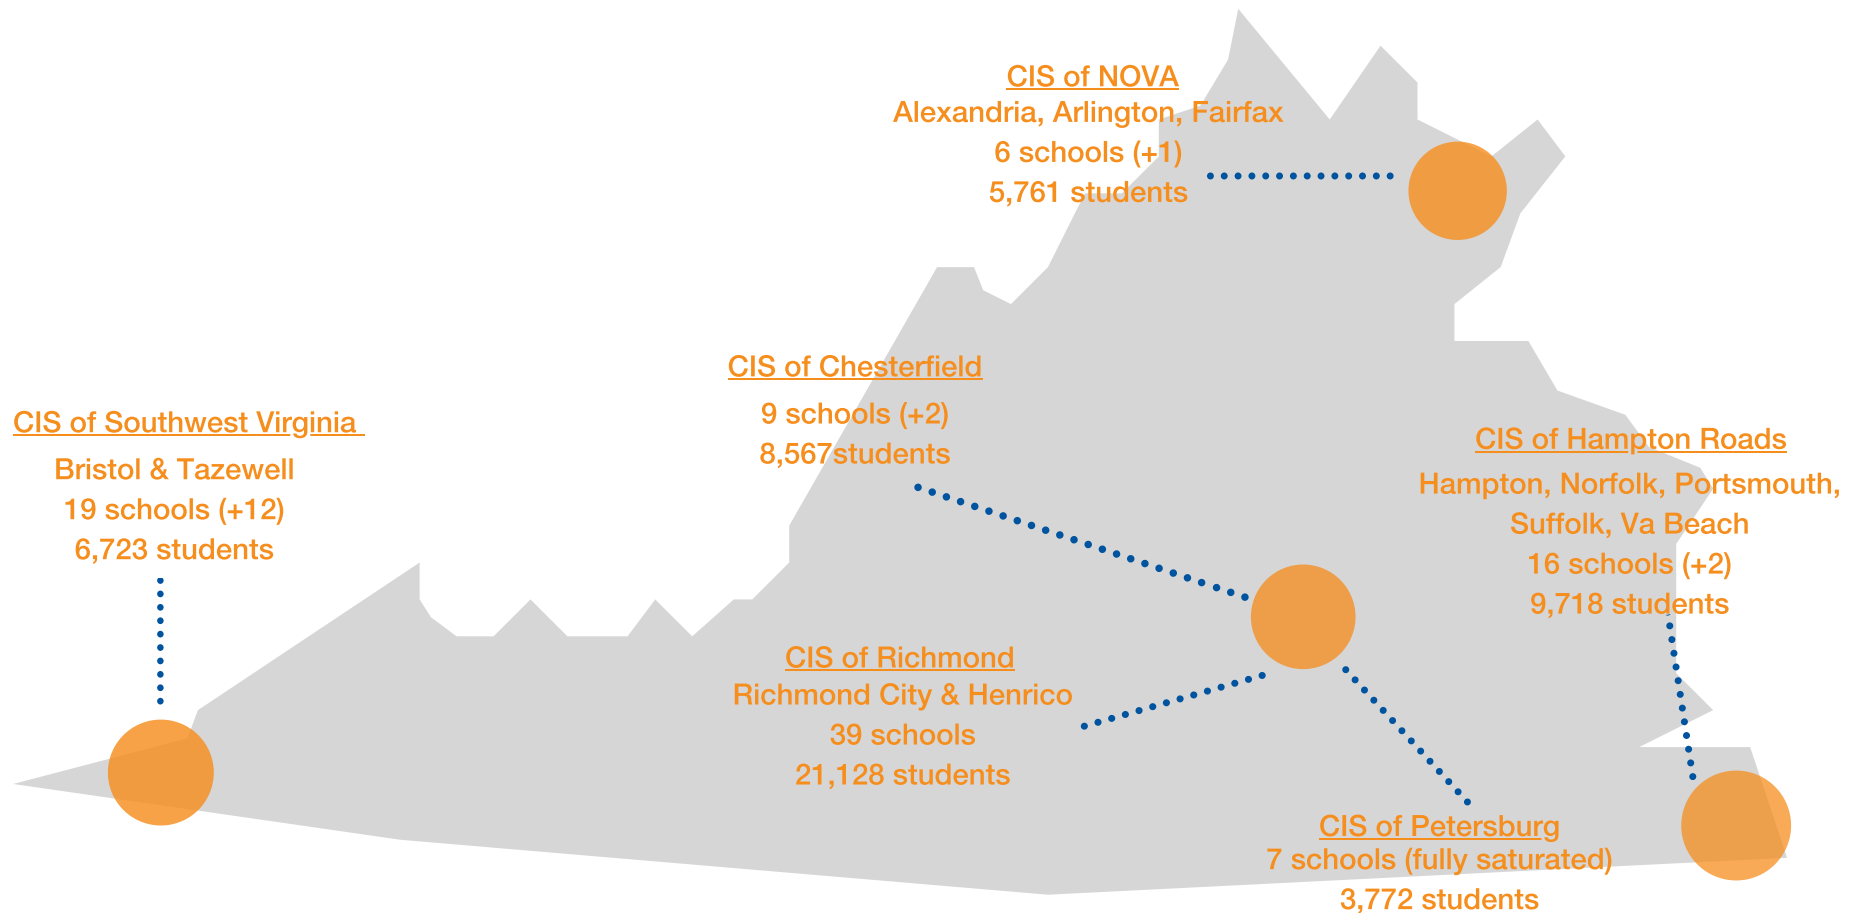 CIS of NOVA
Alexandria, Arlington, Fairfax
6 schools (+1)
5,761 students
CIS of Chesterfield
9 schools (+2)
8,567students
CIS of Southwest Virginia
Bristol & Tazewell
19 schools (+12)
6,723 students
CIS of Hampton Roads
Hampton, Norfolk, Portsmouth,
Suffolk, Va Beach
16 schools (+2)
9,718 students
CIS of Richmond
Richmond City & Henrico
39 schools
21,128 students
CIS of Petersburg
7 schools (fully saturated)
3,772 students